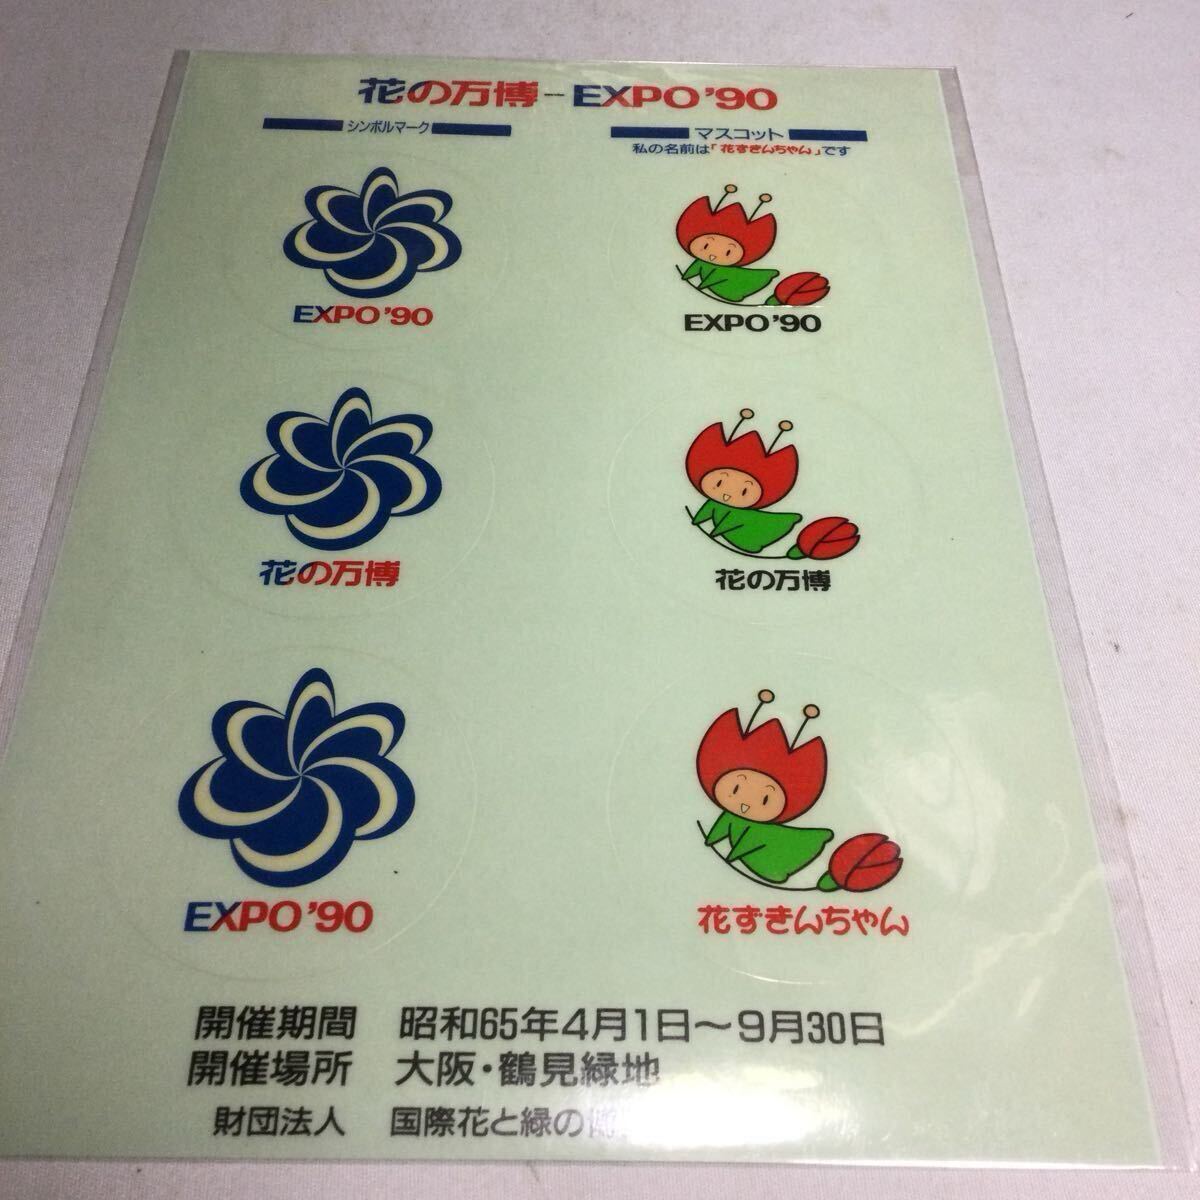 花の万博-EXPO'90
シンボルマーク
マスコット
私の名前は「花ずきんちゃん」です
EXPO'90
EXPO'90
花の万博
花の万博
EXPO'90
花ずきんちゃん
開催期間 昭和65年4月1日～9月30日
開催場所 大阪・鶴見緑地
財団法人 国際花と緑の